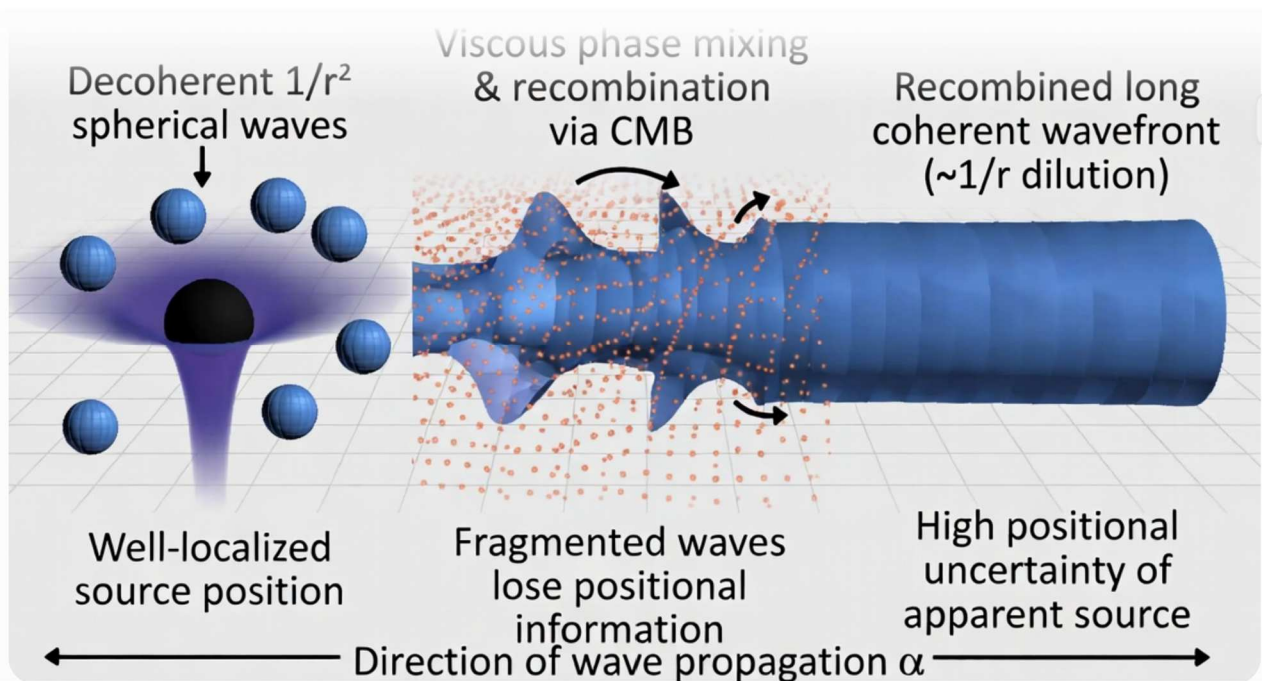 Decoherent 1/r²
spherical waves
Viscous phase mixing
& recombination
via CMB
Recombined long
coherent wavefront
(~1/r dilution)
Well-localized
source position
Fragmented waves
lose positional
information
High positional
uncertainty of
apparent source
Direction of wave propagation α